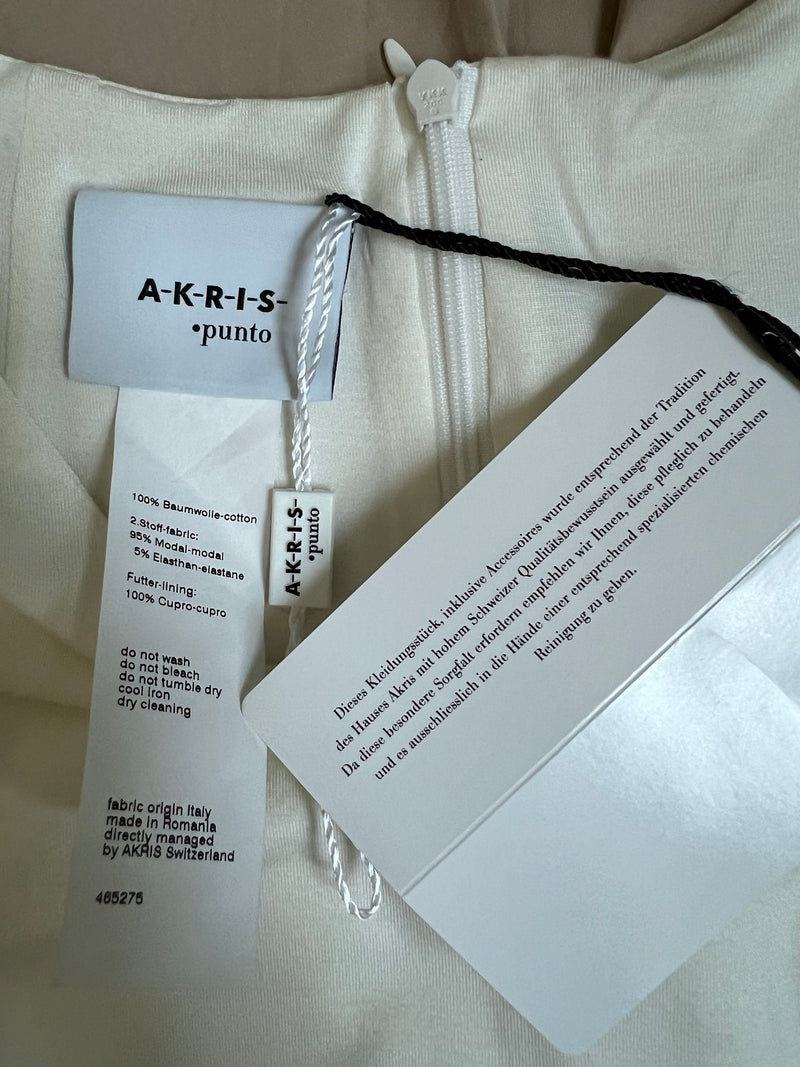 YKK
A-K-R-I-S-
•punto
100% Baumwolle-cotton
2.Stoff-fabric:
95% Modal-modal
5% Elasthan-elastane
Futter-lining:
100% Cupro-cupro
do not wash
do not bleach
do not tumble dry
cool iron
dry cleaning
fabric origin Italy
made in Romania
directly managed
by AKRIS Switzerland
465275
A-K-R-I-S-
•punto
Dieses Kleidungsstück, inklusive Accessoires wurde entsprechend der Tradition
des Hauses Akris mit hohem Schweizer Qualitätsbewusstsein ausgewählt und gefertigt.
Da diese besondere Sorgfalt erfordern empfehlen wir Ihnen, diese pfleglich zu behandeln
und es ausschliesslich in die Hände einer entsprechend spezialisierten chemischen
Reinigung zu geben.